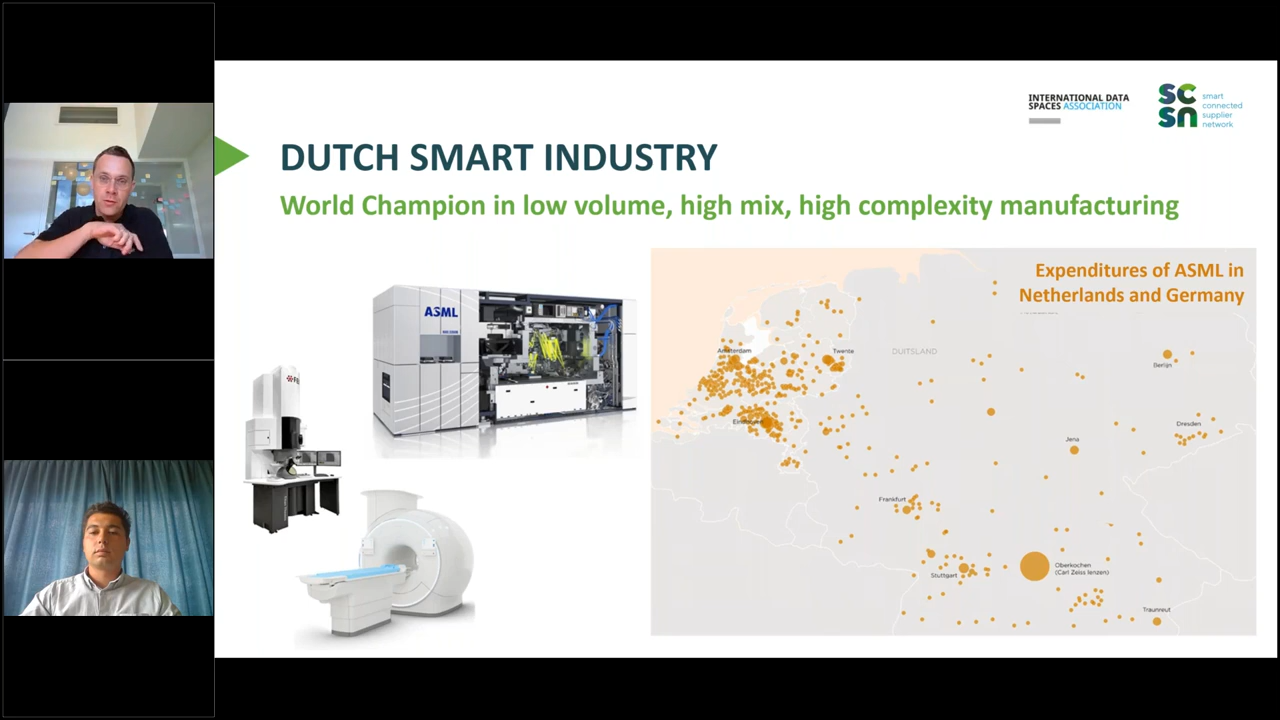 INTERNATIONAL DATA
SPACES ASSOCIATION
SCSN
smart
connected
supplier
network
DUTCH SMART INDUSTRY
World Champion in low volume, high mix, high complexity manufacturing
Expenditures of ASML in
Netherlands and Germany
ASML
Amsterdam
Twente
DUITSLAND
Berlijn
Eindhoven
Dresden
Jena
Frankfurt
Oberkochen
(Carl Zeiss lenzen)
Stuttgart
Traunreut